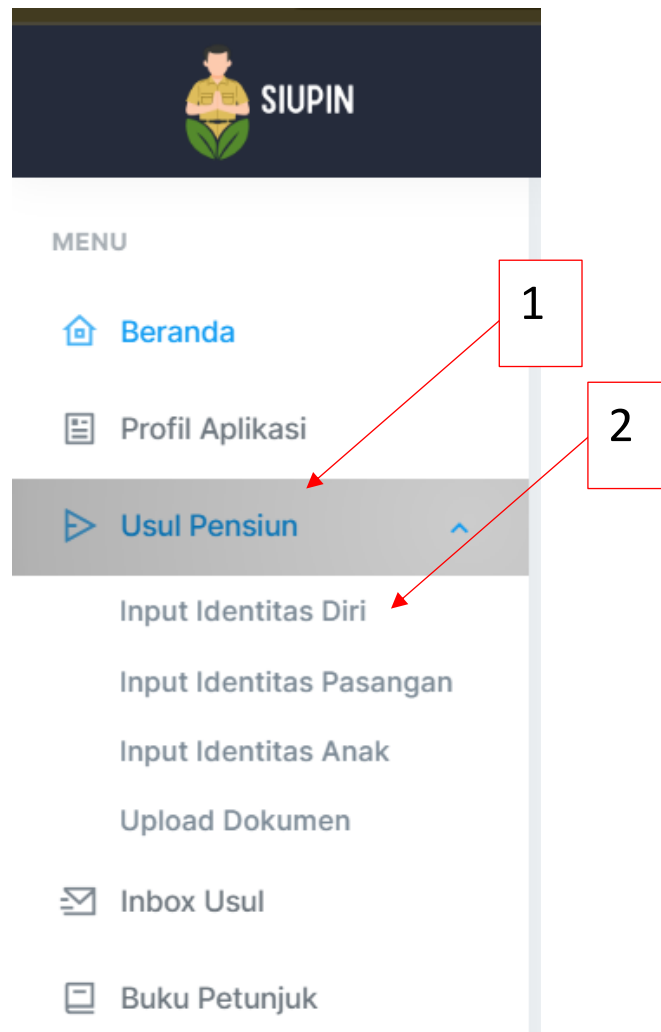 SIUPIN
MENU
1
Beranda
Profil Aplikasi
2
Usul Pensiun
Input Identitas Diri
Input Identitas Pasangan
Input Identitas Anak
Upload Dokumen
Inbox Usul
Buku Petunjuk